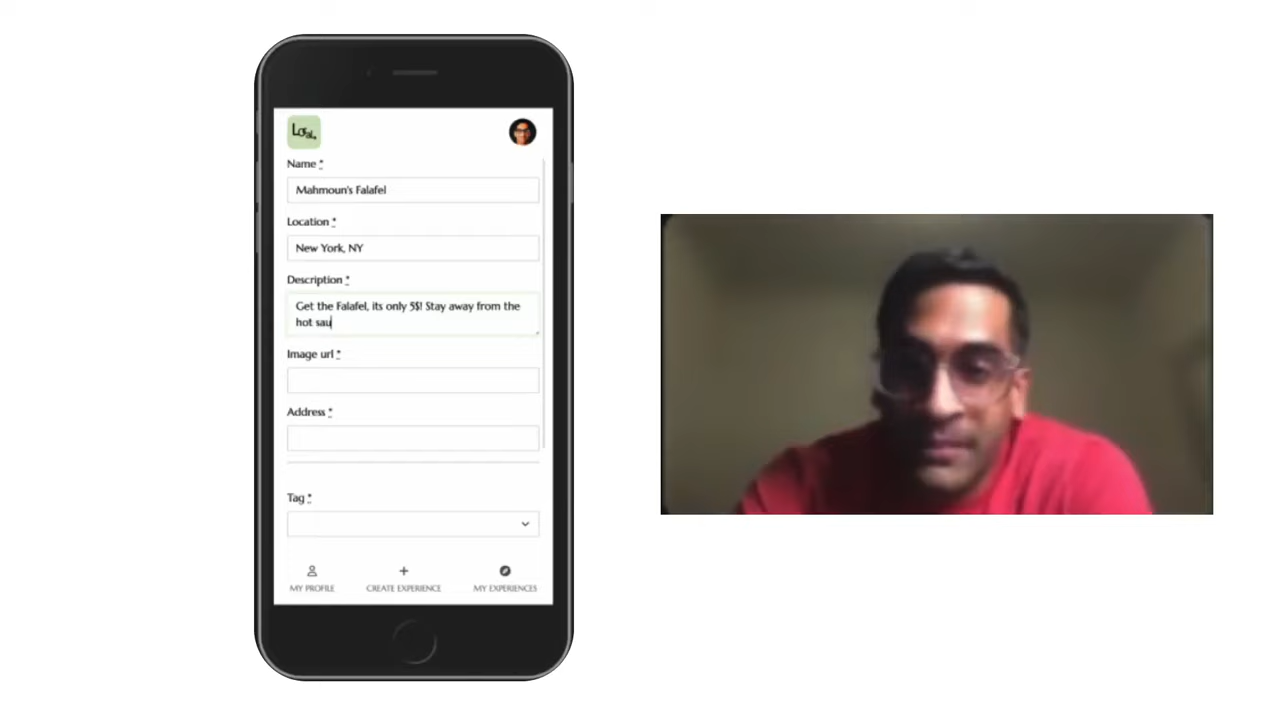 Local.
Name *
Mahmoun's Falafel
Location *
New York, NY
Description *
Get the Falafel, its only 5$! Stay away from the
hot sau
Image url *
Address *
Tag *
MY PROFILE
CREATE EXPERIENCE
MY EXPERIENCES